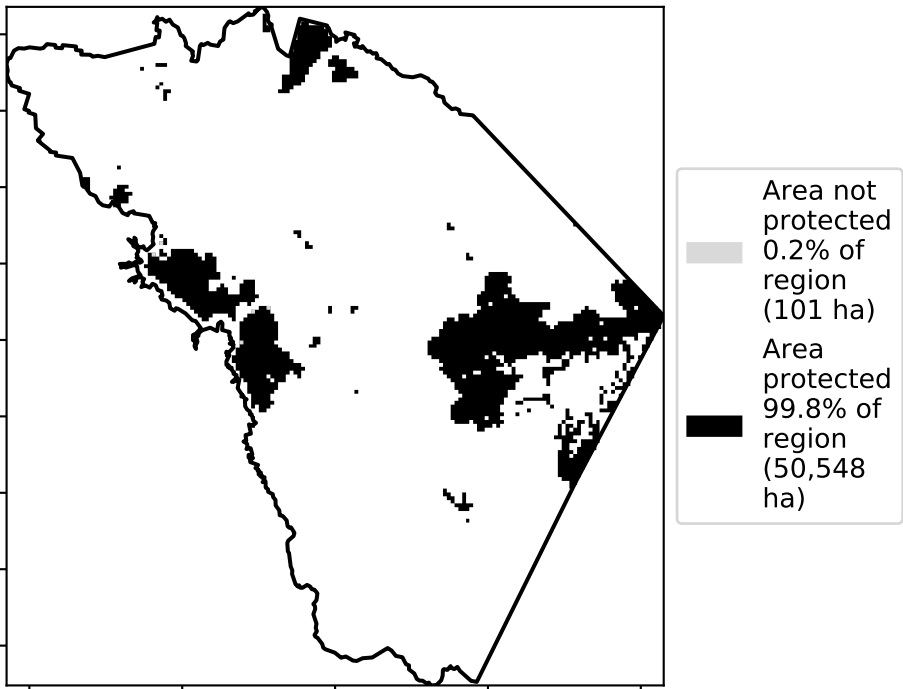 Area not
protected
0.2% of
region
(101 ha)
Area
protected
99.8% of
region
(50,548
ha)